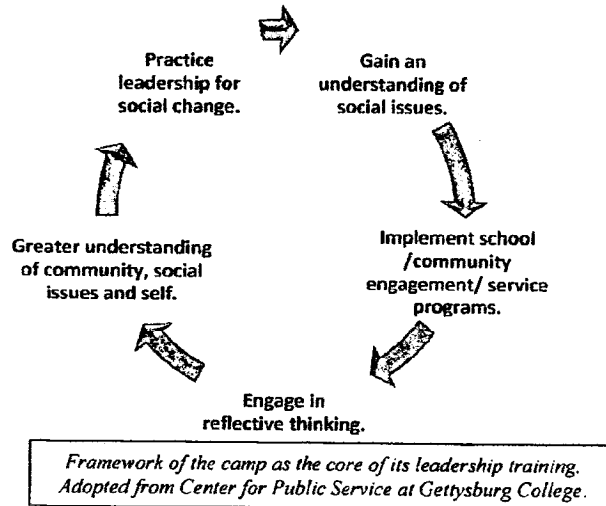 Practice
leadership for
social change.
Gain an
understanding of
social issues.
Implement school
/community
engagement/ service
programs.
Engage in
reflective thinking.
Greater understanding
of community, social
issues and self.
Framework of the camp as the core of its leadership training.
Adopted from Center for Public Service at Gettysburg College.